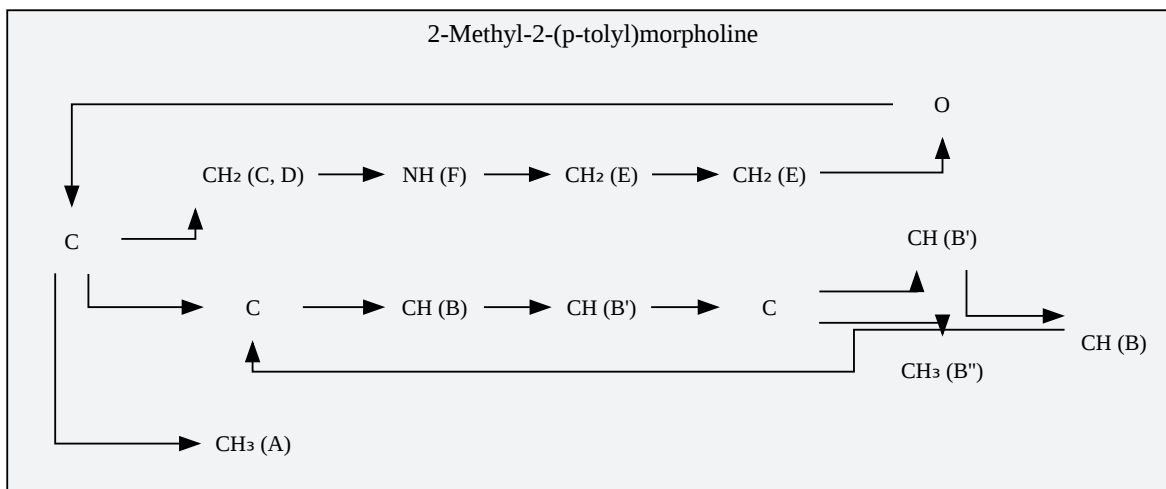 2-Methyl-2-(p-tolyl)morpholine
O
CH₂ (C, D)
NH (F)
CH₂ (E)
CH₂ (E)
C
CH (B')
C
CH (B)
CH (B')
C
CH (B)
CH₃ (B'')
CH₃ (A)